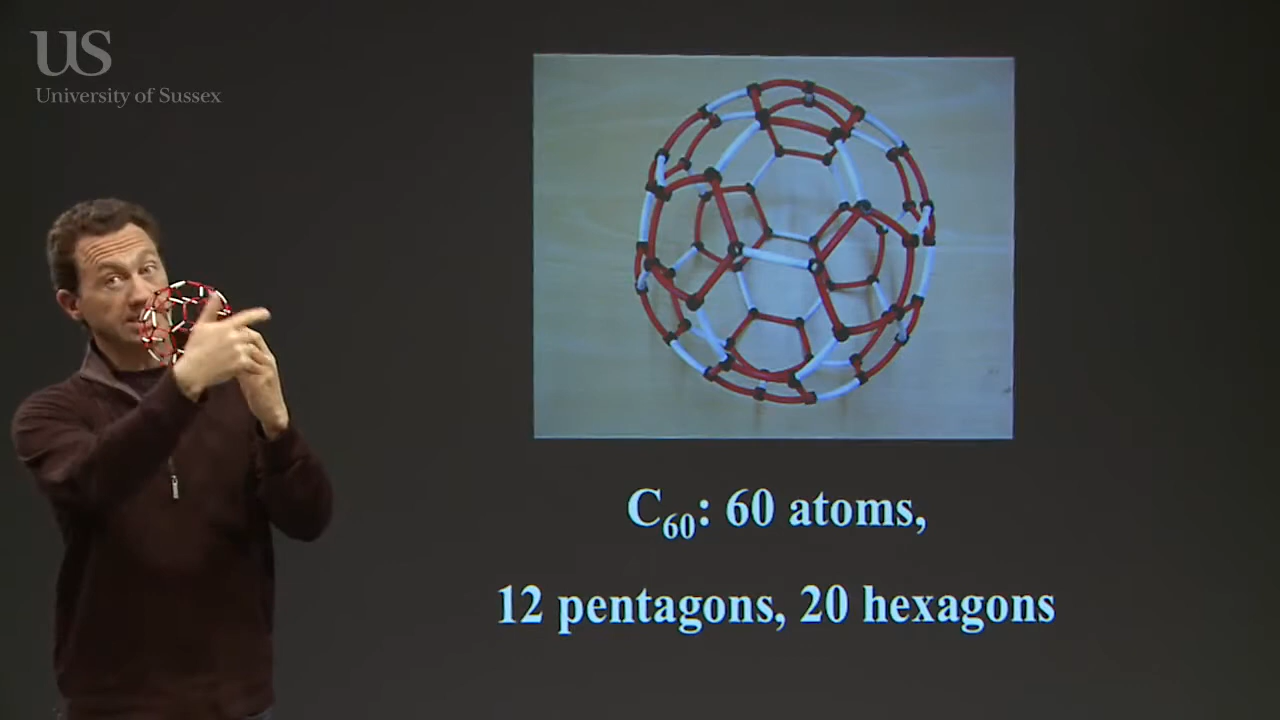 US
University of Sussex
C₆₀: 60 atoms,
12 pentagons, 20 hexagons